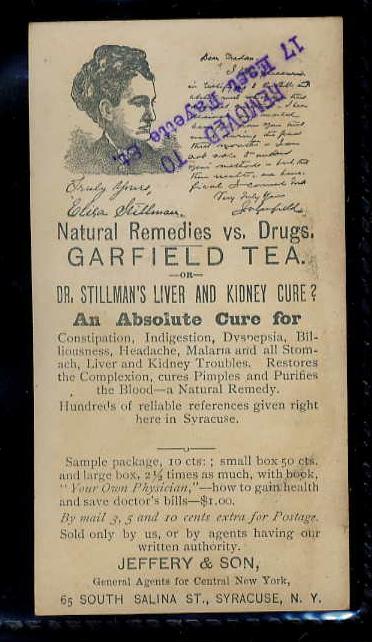 Dear Madam
REMOVED TO
17 East Fayette St.
Very Truly Yours
Truly Yours,
Eliza Stillman.
Natural Remedies vs. Drugs.
GARFIELD TEA.
—OR—
DR. STILLMAN'S LIVER AND KIDNEY CURE?
An Absolute Cure for
Constipation, Indigestion, Dyspepsia, Bil-
liousness, Headache, Malaria and all Stom-
ach, Liver and Kidney Troubles. Restores
the Complexion, cures Pimples and Purifies
the Blood—a Natural Remedy.
Hundreds of reliable references given right
here in Syracuse.
Sample package, 10 cts: ; small box 50 cts.
and large box, 2½ times as much, with book,
"Your Own Physician,"—how to gain health
and save doctor's bills—$1.00.
By mail 3, 5 and 10 cents extra for Postage.
Sold only by us, or by agents having our
written authority.
JEFFERY & SON,
General Agents for Central New York,
65 SOUTH SALINA ST., SYRACUSE, N. Y.